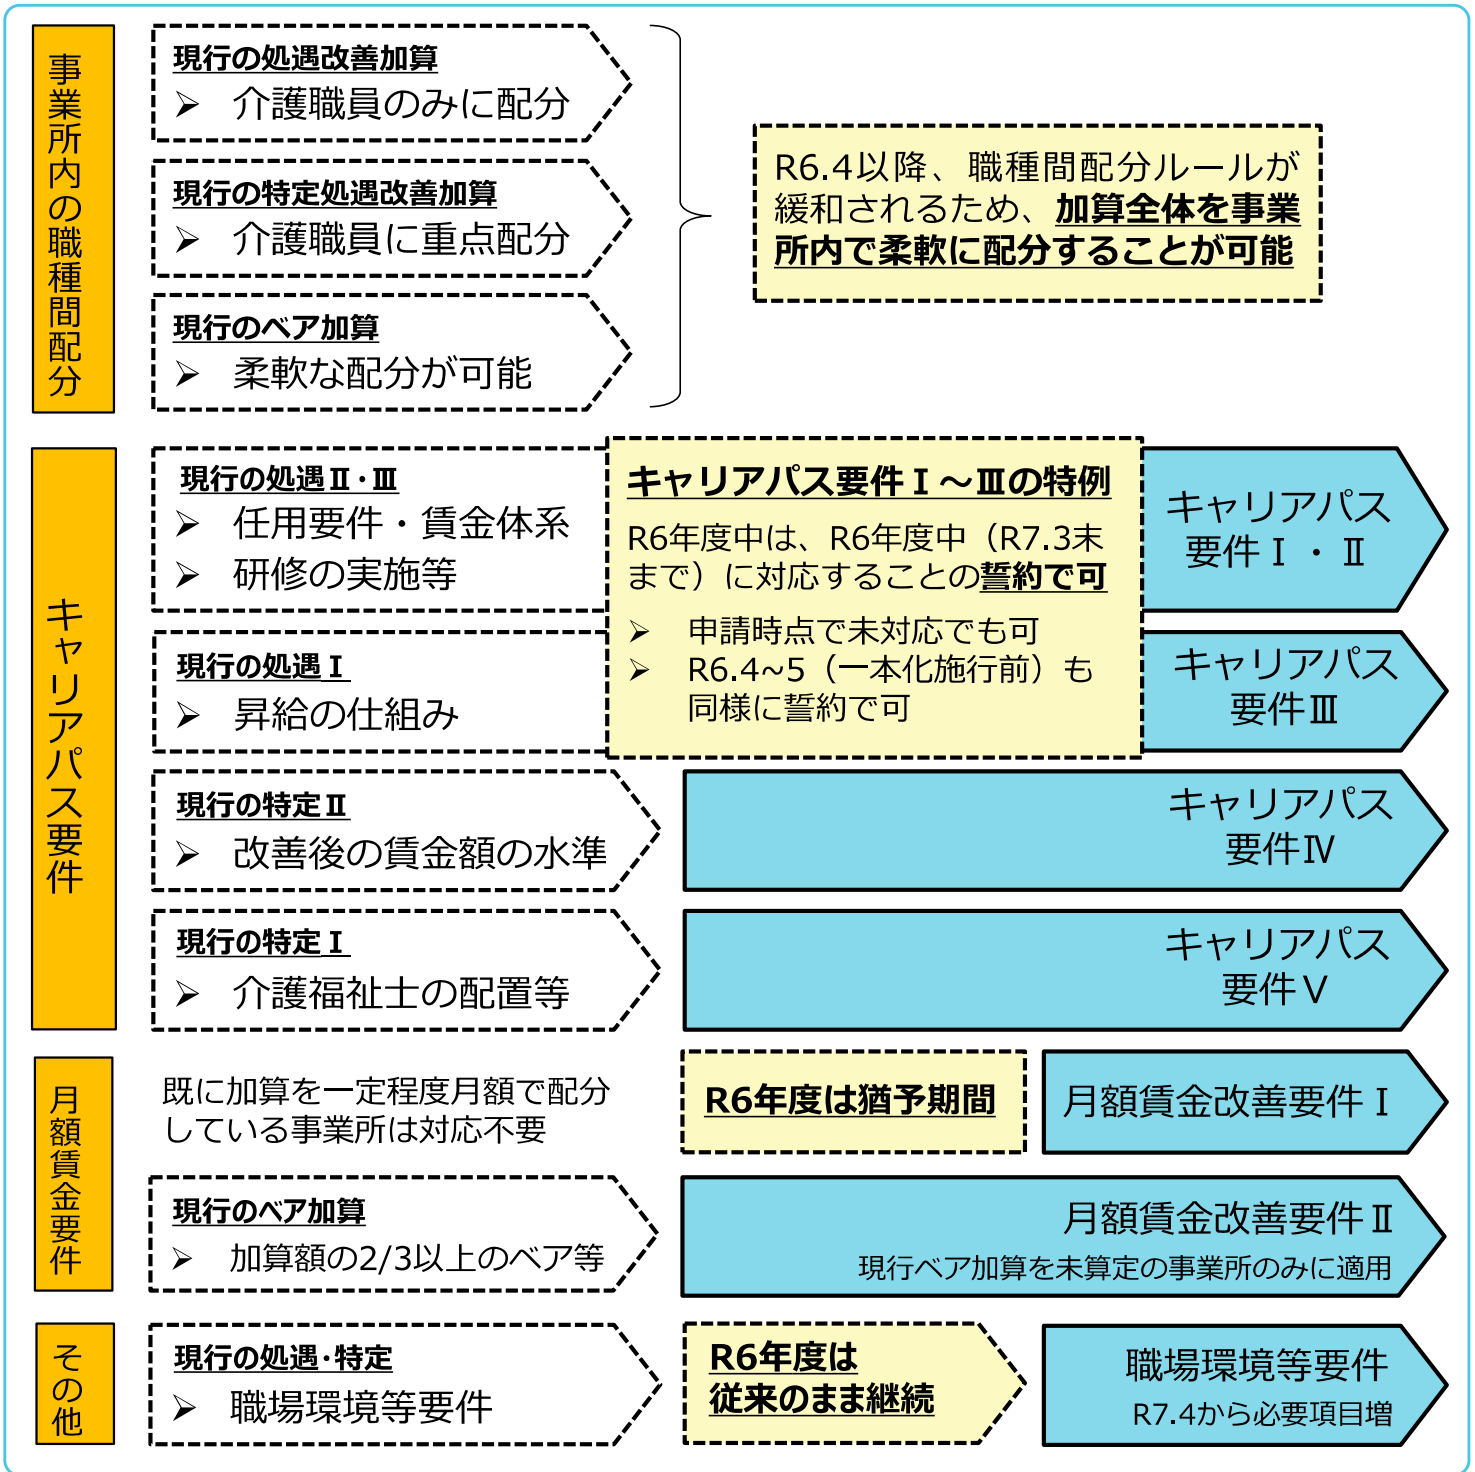 事業所内の職種間配分
現行の処遇改善加算
➢ 介護職員のみに配分
現行の特定処遇改善加算
➢ 介護職員に重点配分
現行のベア加算
➢ 柔軟な配分が可能
R6.4以降、職種間配分ルールが
緩和されるため、加算全体を事業
所内で柔軟に配分することが可能
キャリアパス要件
現行の処遇Ⅱ・Ⅲ
➢ 任用要件・賃金体系
➢ 研修の実施等
現行の処遇Ⅰ
➢ 昇給の仕組み
キャリアパス要件Ⅰ～Ⅲの特例
R6年度中は、R6年度中（R7.3末
まで）に対応することの誓約で可
➢ 申請時点で未対応でも可
➢ R6.4~5（一本化施行前）も
同様に誓約で可
キャリアパス
要件Ⅰ・Ⅱ
キャリアパス
要件Ⅲ
現行の特定Ⅱ
➢ 改善後の賃金額の水準
キャリアパス
要件Ⅳ
現行の特定Ⅰ
➢ 介護福祉士の配置等
キャリアパス
要件Ⅴ
月額賃金要件
既に加算を一定程度月額で配分
している事業所は対応不要
R6年度は猶予期間
月額賃金改善要件Ⅰ
現行のベア加算
➢ 加算額の2/3以上のベア等
月額賃金改善要件Ⅱ
現行ベア加算を未算定の事業所のみに適用
その他
現行の処遇・特定
➢ 職場環境等要件
R6年度は
従来のまま継続
職場環境等要件
R7.4から必要項目増